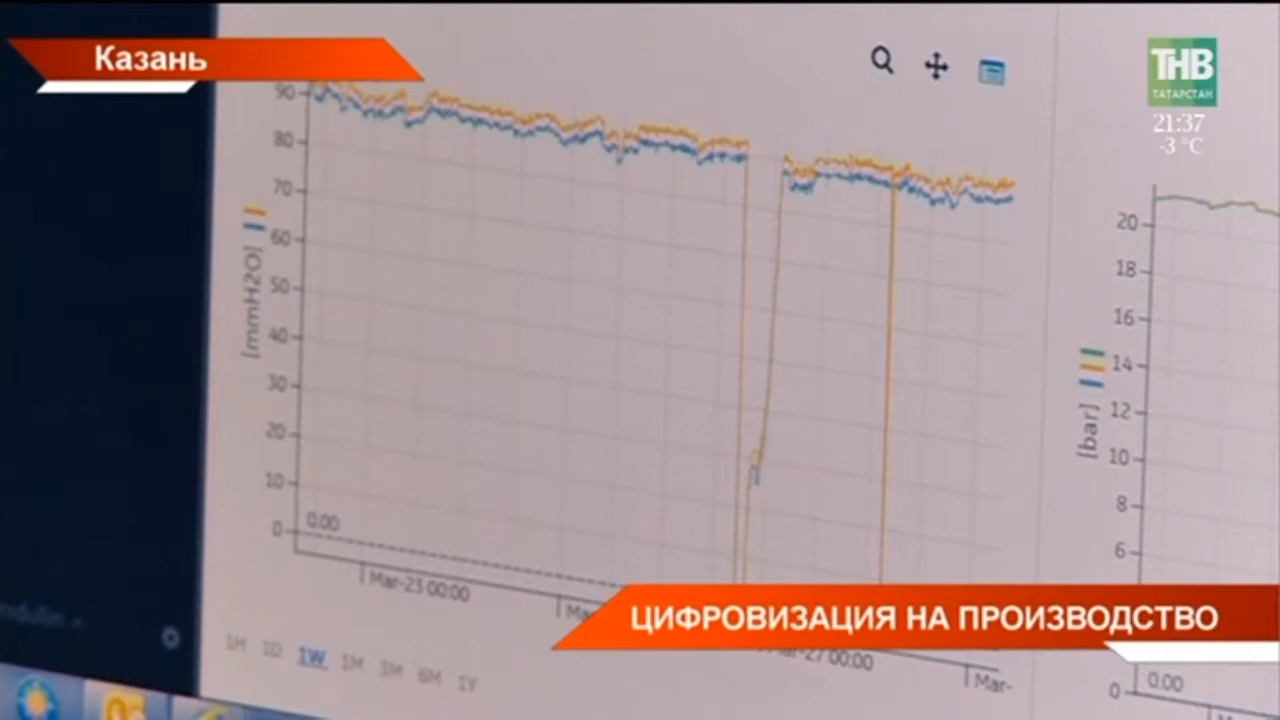 Казань
ТНВ
ТАТАРСТАН
21:37
-3 °C
90
80
70
60
50
40
30
20
10
0
[mmH2O]
0.00
Mar-23 00:00
Mar-27 00:00
Mar-
1M 1D 1W 1M 3M 6M 1Y
20
18
16
14
12
10
8
6
0
[bar]
0.00
ЦИФРОВИЗАЦИЯ НА ПРОИЗВОДСТВО